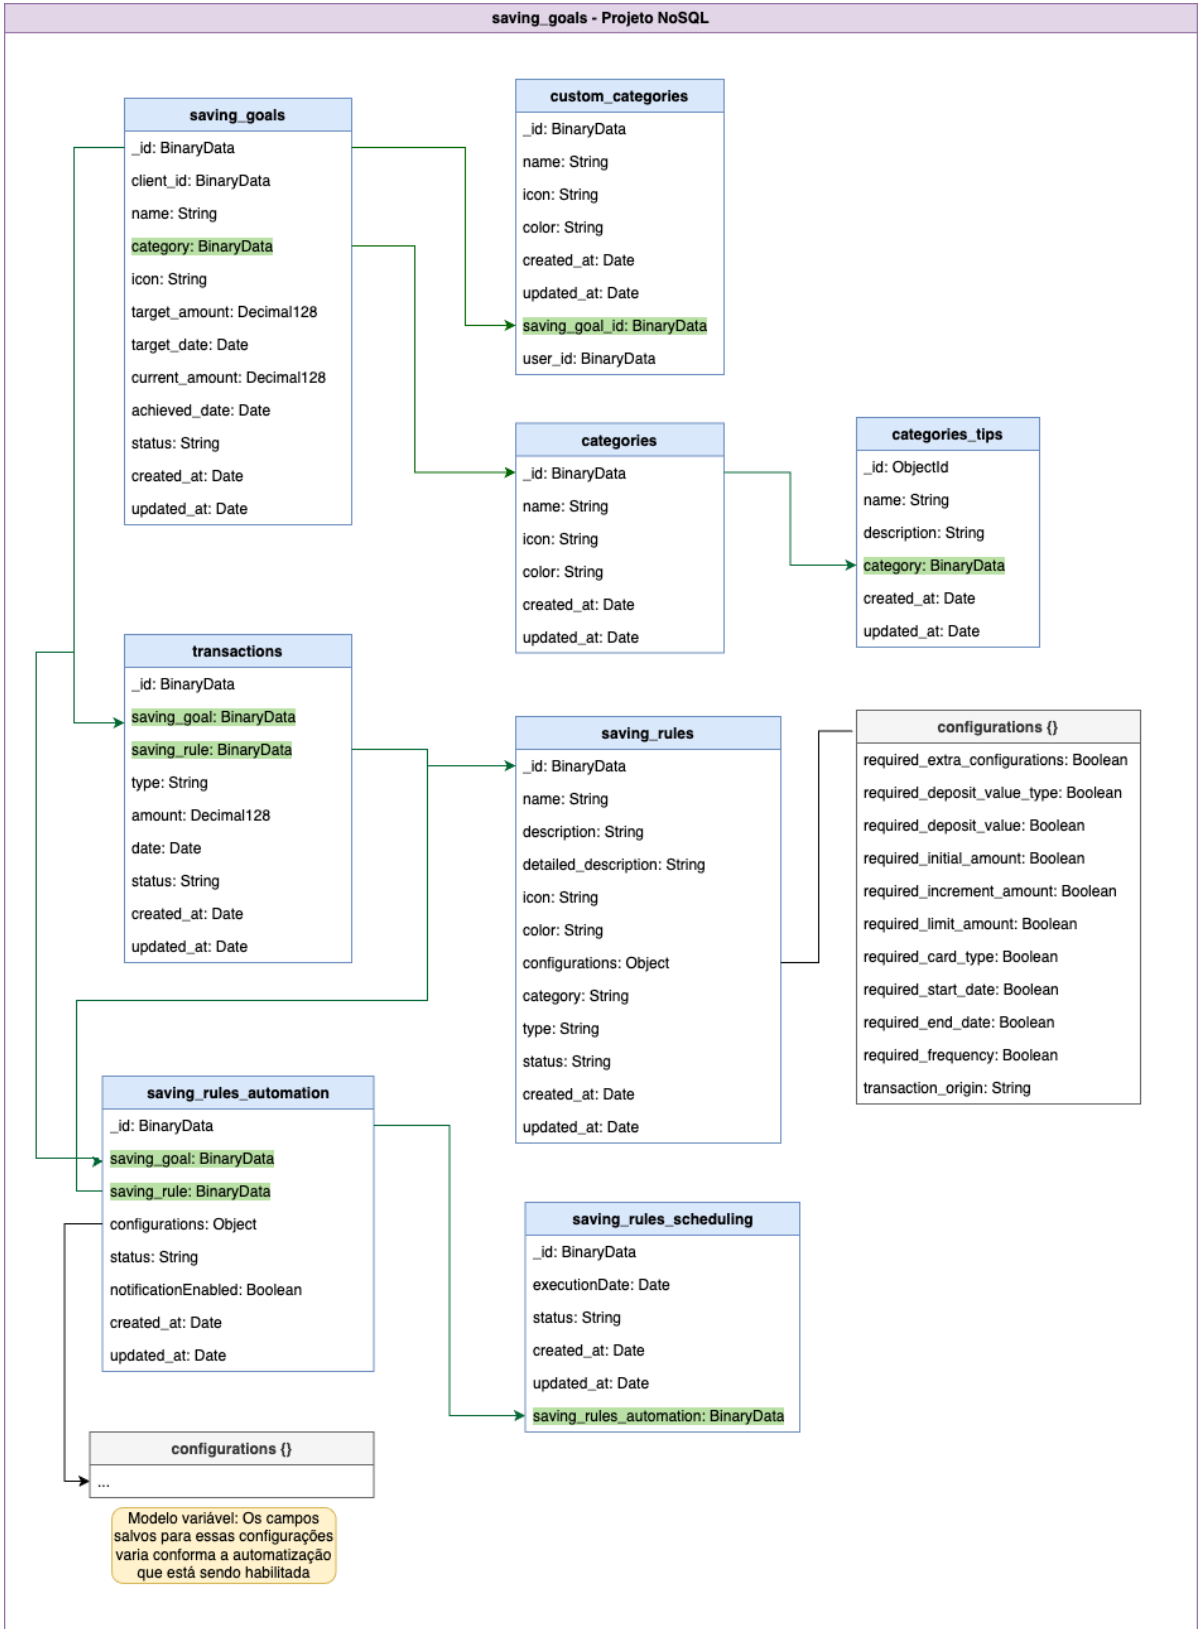 saving_goals - Projeto NoSQL
saving_goals
_id: BinaryData
client_id: BinaryData
name: String
category: BinaryData
icon: String
target_amount: Decimal128
target_date: Date
current_amount: Decimal128
achieved_date: Date
status: String
created_at: Date
updated_at: Date
custom_categories
_id: BinaryData
name: String
icon: String
color: String
created_at: Date
updated_at: Date
saving_goal_id: BinaryData
user_id: BinaryData
categories
_id: BinaryData
name: String
icon: String
color: String
created_at: Date
updated_at: Date
categories_tips
_id: ObjectId
name: String
description: String
category: BinaryData
created_at: Date
updated_at: Date
transactions
_id: BinaryData
saving_goal: BinaryData
saving_rule: BinaryData
type: String
amount: Decimal128
date: Date
status: String
created_at: Date
updated_at: Date
saving_rules
_id: BinaryData
name: String
description: String
detailed_description: String
icon: String
color: String
configurations: Object
category: String
type: String
status: String
created_at: Date
updated_at: Date
configurations {}
required_extra_configurations: Boolean
required_deposit_value_type: Boolean
required_deposit_value: Boolean
required_initial_amount: Boolean
required_increment_amount: Boolean
required_limit_amount: Boolean
required_card_type: Boolean
required_start_date: Boolean
required_end_date: Boolean
required_frequency: Boolean
transaction_origin: String
saving_rules_automation
_id: BinaryData
saving_goal: BinaryData
saving_rule: BinaryData
configurations: Object
status: String
notificationEnabled: Boolean
created_at: Date
updated_at: Date
saving_rules_scheduling
_id: BinaryData
executionDate: Date
status: String
created_at: Date
updated_at: Date
saving_rules_automation: BinaryData
configurations {}
...
Modelo variável: Os campos
salvos para essas configurações
varia conforma a automatização
que está sendo habilitada